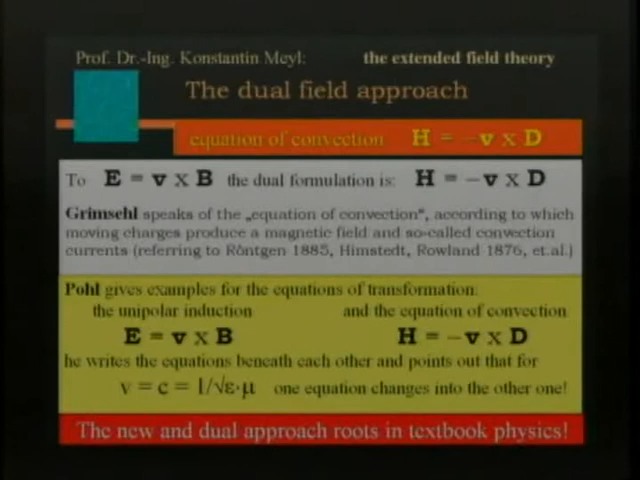 Prof. Dr.-Ing. Konstantin Meyl: the extended field theory
The dual field approach
equation of convection H = -v x D
To E = v x B the dual formulation is: H = -v x D
Grimsehl speaks of the „equation of convection“, according to which
moving charges produce a magnetic field and so-called convection
currents (referring to Röntgen 1885, Himstedt, Rowland 1876, et.al.)
Pohl gives examples for the equations of transformation:
the unipolar induction and the equation of convection
E = v x B H = -v x D
he writes the equations beneath each other and points out that for
v = c = 1/√ε·μ one equation changes into the other one!
The new and dual approach roots in textbook physics!